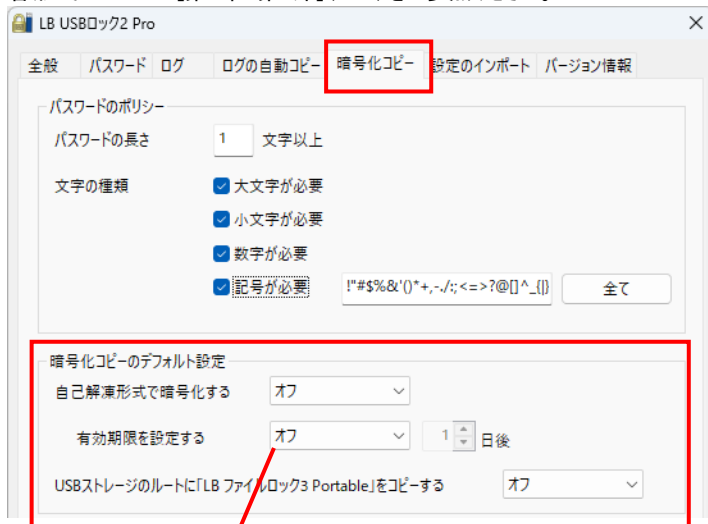 LB USBロック2 Pro
全般 パスワード ログ ログの自動コピー 暗号化コピー 設定のインポート バージョン情報
パスワードのポリシー
パスワードの長さ 1 文字以上
文字の種類 大文字が必要
小文字が必要
数字が必要
記号が必要 !"#$%&'()*+,-./:;<=>?@[]^_{|} 全て
暗号化コピーのデフォルト設定
自己解凍形式で暗号化する オフ
有効期限を設定する オフ 1 日後
USBストレージのルートに「LB ファイルロック3 Portable」をコピーする オフ